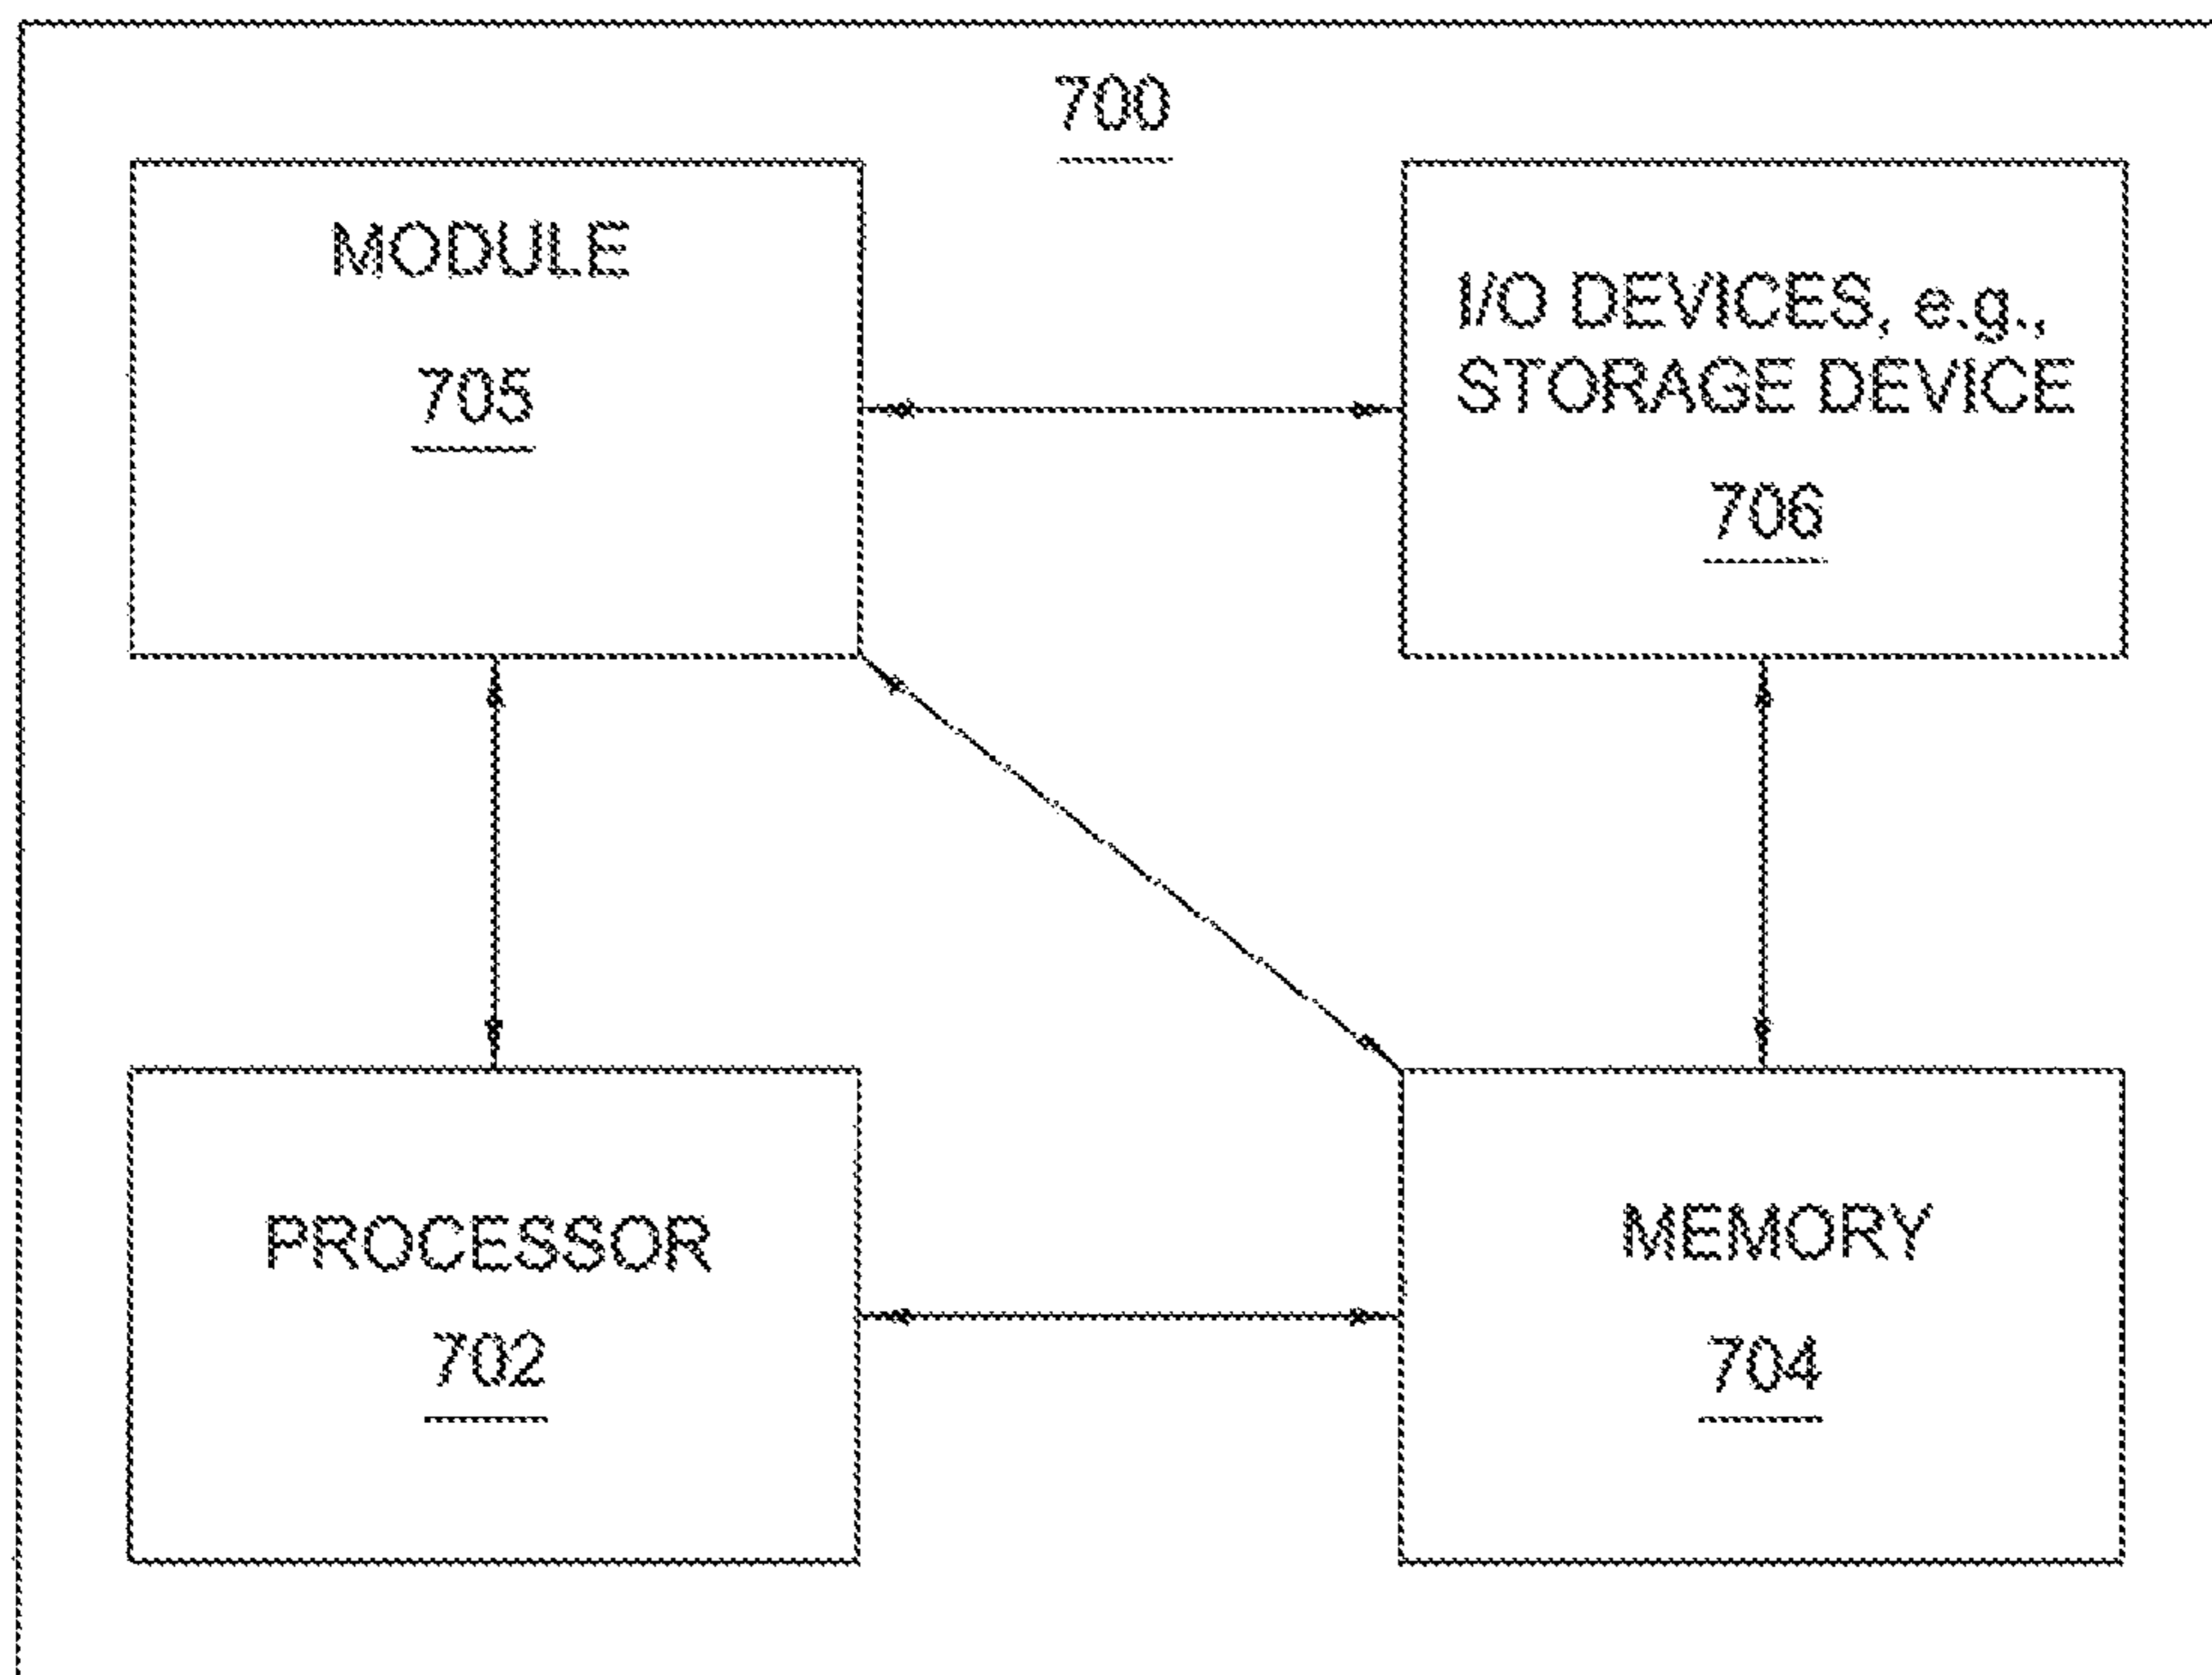 700
MODULE
705
I/O DEVICES, e.g.,
STORAGE DEVICE
706
PROCESSOR
702
MEMORY
704